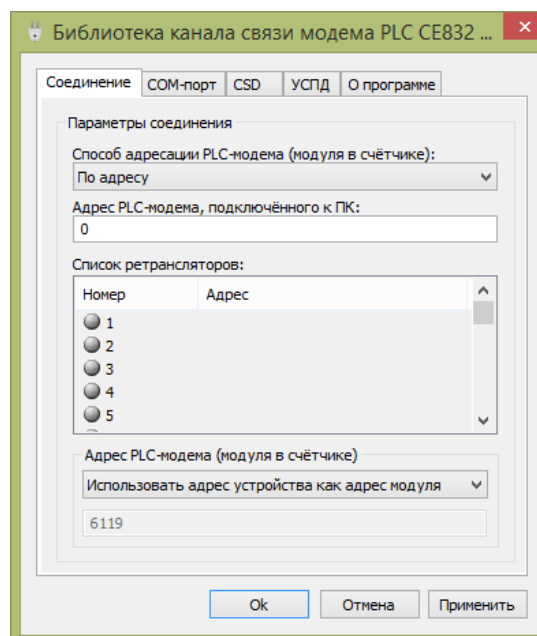 Библиотека канала связи модема PLC CE832 ...
Соединение COM-порт CSD УСПД О программе
Параметры соединения
Способ адресации PLC-модема (модуля в счётчике):
По адресу
Адрес PLC-модема, подключённого к ПК:
0
Список ретрансляторов:
Номер Адрес
1
2
3
4
5
Адрес PLC-модема (модуля в счётчике)
Использовать адрес устройства как адрес модуля
6119
Ok Отмена Применить